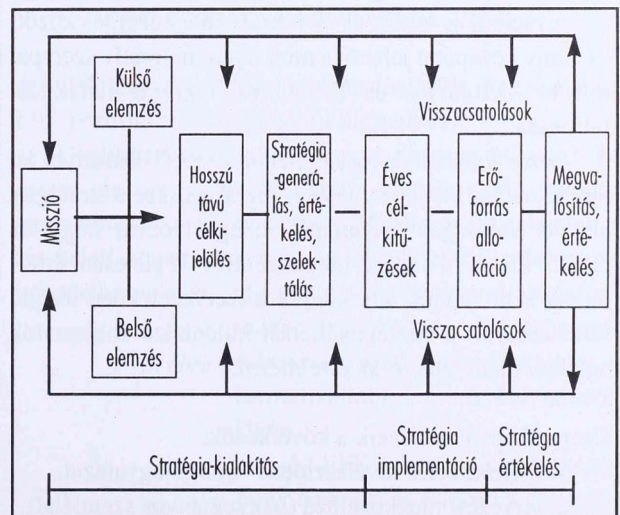 Külső
elemzés
Visszacsatolások
Misszió
Hosszú
távú
célki-
jelölés
Stratégia
-generá-
lás, érté-
kelés,
szelek-
tálás
Éves
cél-
kitű-
zések
Erő-
forrás
allo-
káció
Megva-
lósítás,
érté-
kelés
Belső
elemzés
Visszacsatolások
Stratégia-kialakítás
Stratégia
implementáció
Stratégia
értékelés